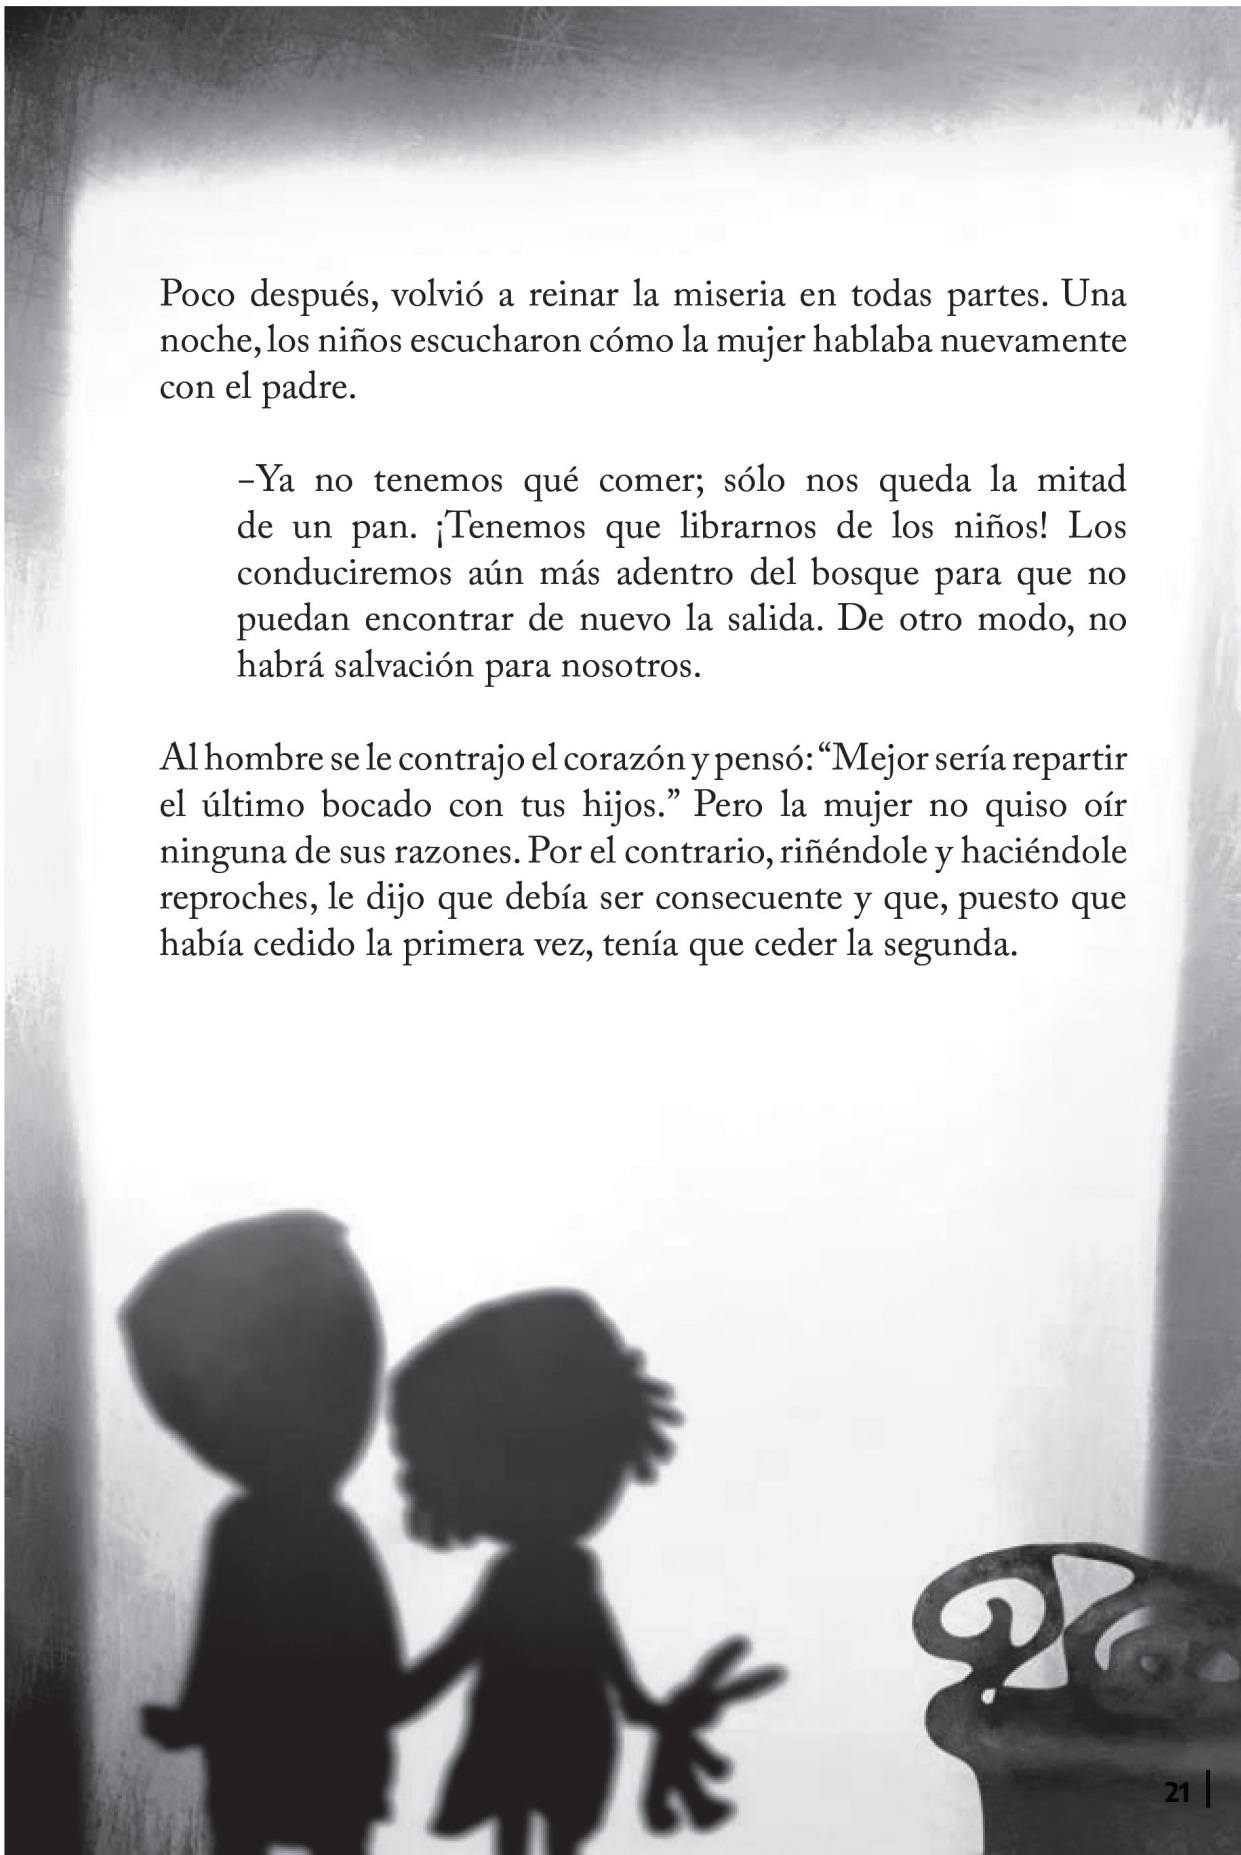 Poco después, volvió a reinar la miseria en todas partes. Una
noche, los niños escucharon cómo la mujer hablaba nuevamente
con el padre.
–Ya no tenemos qué comer; sólo nos queda la mitad
de un pan. ¡Tenemos que librarnos de los niños! Los
conduciremos aún más adentro del bosque para que no
puedan encontrar de nuevo la salida. De otro modo, no
habrá salvación para nosotros.
Al hombre se le contrajo el corazón y pensó: “Mejor sería repartir
el último bocado con tus hijos.” Pero la mujer no quiso oír
ninguna de sus razones. Por el contrario, riñéndole y haciéndole
reproches, le dijo que debía ser consecuente y que, puesto que
había cedido la primera vez, tenía que ceder la segunda.
21